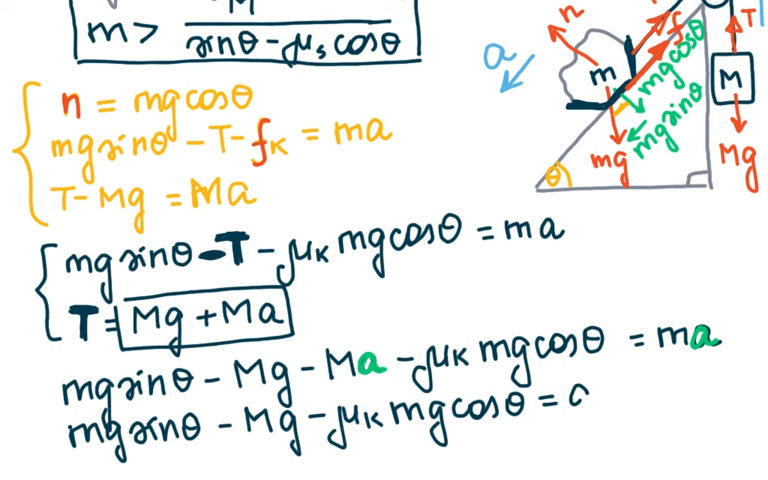 m > M / sinθ - μs cosθ
n = mg cosθ
mg sinθ - T - fK = ma
T - Mg = Ma
mg sinθ - T - μK mg cosθ = ma
T = Mg + Ma
mg sinθ - Mg - Ma - μK mg cosθ = ma
mg sinθ - Mg - μK mg cosθ =
a
n
m
f
mg cosθ
mg sinθ
mg
θ
T
M
Mg